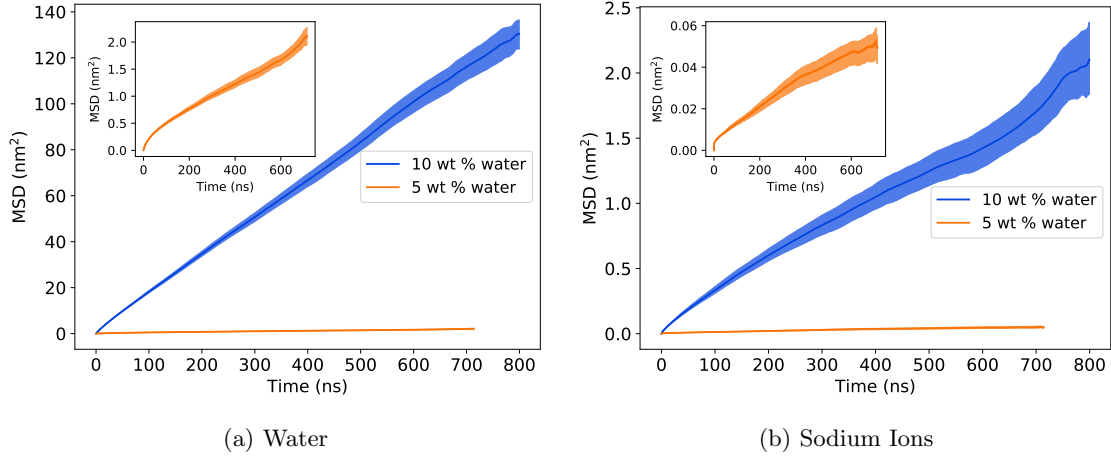 140
120
100
80
60
40
20
0
MSD (nm²)
0 100 200 300 400 500 600 700 800
Time (ns)
2.0
1.5
1.0
0.5
0.0
MSD (nm²)
0 200 400 600
Time (ns)
10 wt % water
5 wt % water
(a) Water
2.5
2.0
1.5
1.0
0.5
0.0
MSD (nm²)
0 100 200 300 400 500 600 700 800
Time (ns)
0.06
0.04
0.02
0.00
MSD (nm²)
0 200 400 600
Time (ns)
10 wt % water
5 wt % water
(b) Sodium Ions